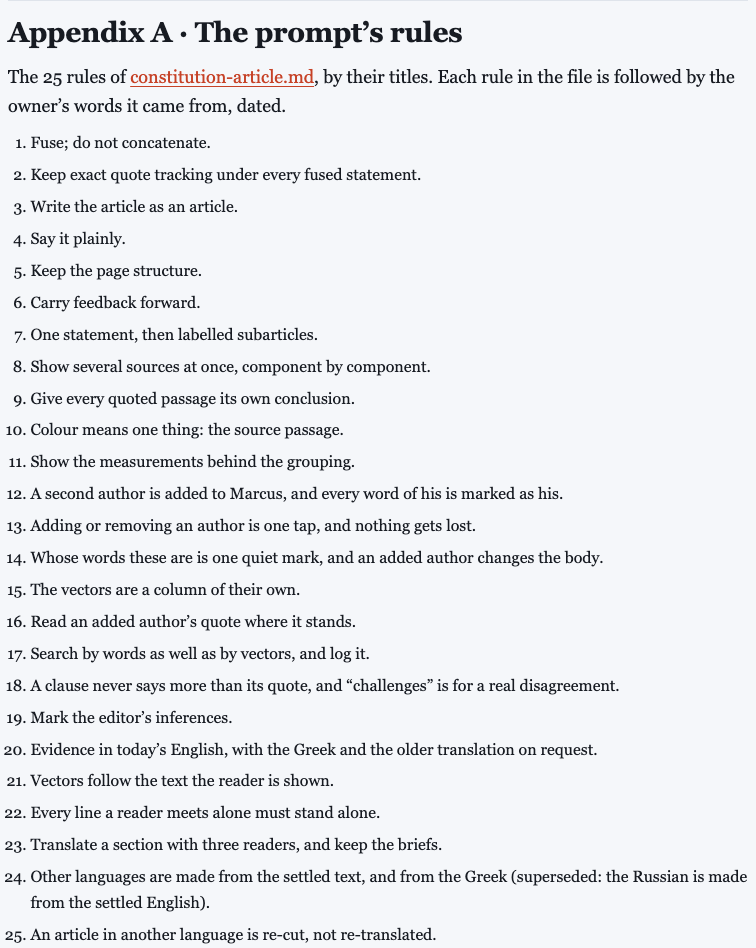 Appendix A · The prompt’s rules
The 25 rules of constitution-article.md, by their titles. Each rule in the file is followed by the
owner’s words it came from, dated.
1. Fuse; do not concatenate.
2. Keep exact quote tracking under every fused statement.
3. Write the article as an article.
4. Say it plainly.
5. Keep the page structure.
6. Carry feedback forward.
7. One statement, then labelled subarticles.
8. Show several sources at once, component by component.
9. Give every quoted passage its own conclusion.
10. Colour means one thing: the source passage.
11. Show the measurements behind the grouping.
12. A second author is added to Marcus, and every word of his is marked as his.
13. Adding or removing an author is one tap, and nothing gets lost.
14. Whose words these are is one quiet mark, and an added author changes the body.
15. The vectors are a column of their own.
16. Read an added author’s quote where it stands.
17. Search by words as well as by vectors, and log it.
18. A clause never says more than its quote, and “challenges” is for a real disagreement.
19. Mark the editor’s inferences.
20. Evidence in today’s English, with the Greek and the older translation on request.
21. Vectors follow the text the reader is shown.
22. Every line a reader meets alone must stand alone.
23. Translate a section with three readers, and keep the briefs.
24. Other languages are made from the settled text, and from the Greek (superseded: the Russian is made
from the settled English).
25. An article in another language is re-cut, not re-translated.